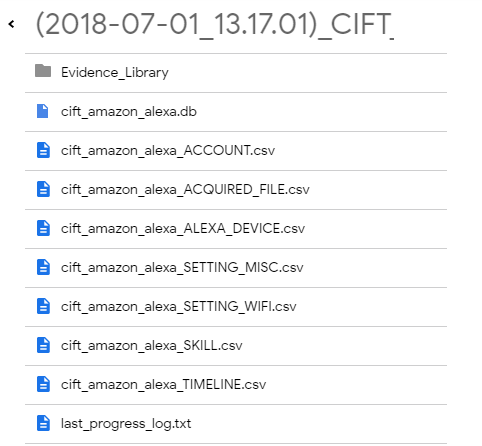 (2018-07-01_13.17.01)_CIFT_
Evidence_Library
cift_amazon_alexa.db
cift_amazon_alexa_ACCOUNT.csv
cift_amazon_alexa_ACQUIRED_FILE.csv
cift_amazon_alexa_ALEXA_DEVICE.csv
cift_amazon_alexa_SETTING_MISC.csv
cift_amazon_alexa_SETTING_WIFI.csv
cift_amazon_alexa_SKILL.csv
cift_amazon_alexa_TIMELINE.csv
last_progress_log.txt